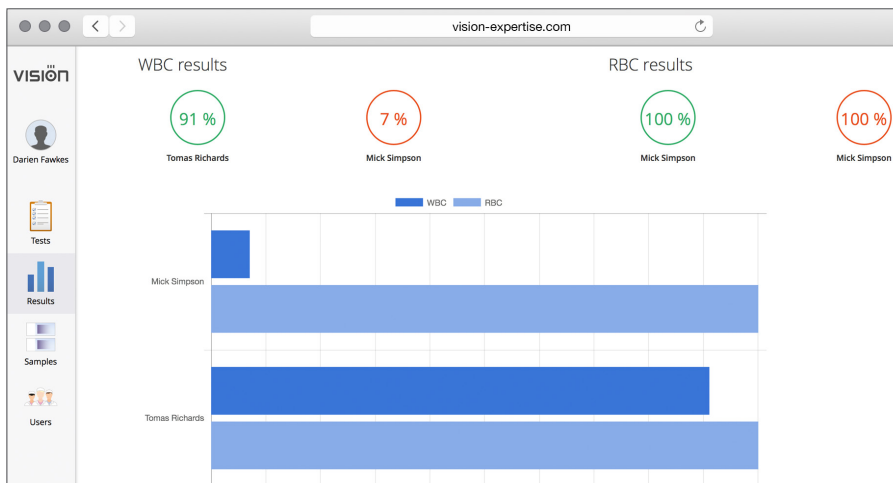 vision-expertise.com
vision
Darien Fawkes
Tests
Results
Samples
Users
WBC results
91 %
Tomas Richards
7 %
Mick Simpson
RBC results
100 %
Mick Simpson
100 %
Mick Simpson
WBC
RBC
Mick Simpson
Tomas Richards